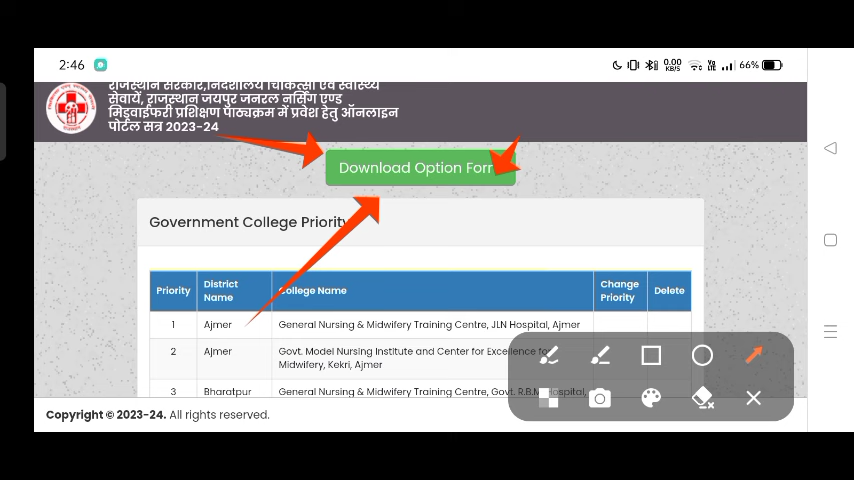 2:46
0.00 KB/S
66%
राजस्थान सरकार,निदेशालय चिकित्सा एवं स्वास्थ्य
सेवायें, राजस्थान जयपुर जनरल नर्सिंग एण्ड
मिडवाईफरी प्रशिक्षण पाठ्यक्रम में प्रवेश हेतु ऑनलाइन
पोर्टल सत्र 2023-24
Download Option Form
Government College Priority
Priority District Name College Name Change Priority Delete
1 Ajmer General Nursing & Midwifery Training Centre, JLN Hospital, Ajmer
2 Ajmer Govt. Model Nursing Institute and Center for Excellence for
Midwifery, Kekri, Ajmer
3 Bharatpur General Nursing & Midwifery Training Centre, Govt. R.B.M. Hospital,
Copyright © 2023-24. All rights reserved.